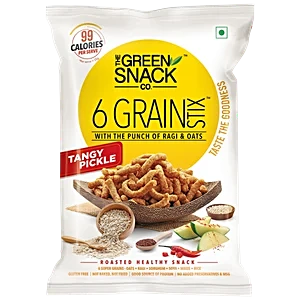 99
CALORIES
PER SERVE
THE
GREEN
SNACK
CO.
6 GRAIN STIX™
WITH THE PUNCH OF RAGI & OATS
TASTE THE GOODNESS
TANGY
PICKLE
ROASTED HEALTHY SNACK